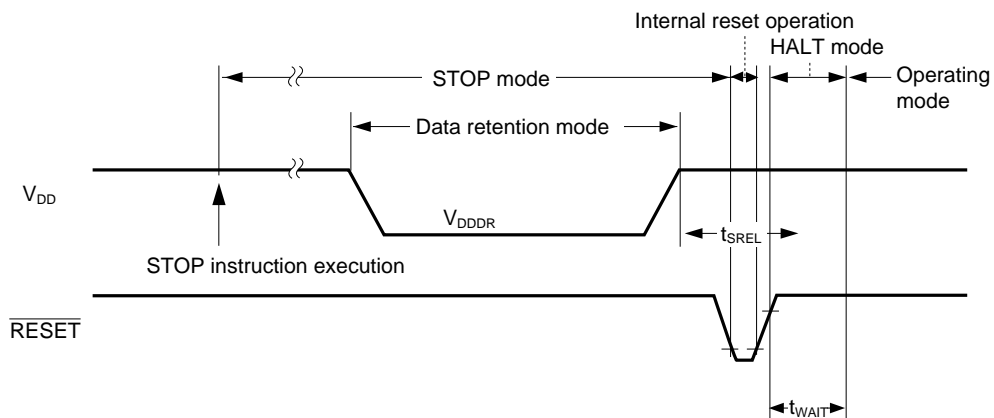 Internal reset operation
HALT mode
STOP mode
Operating
mode
Data retention mode
VDD
VDDDR
tSREL
STOP instruction execution
RESET
tWAIT